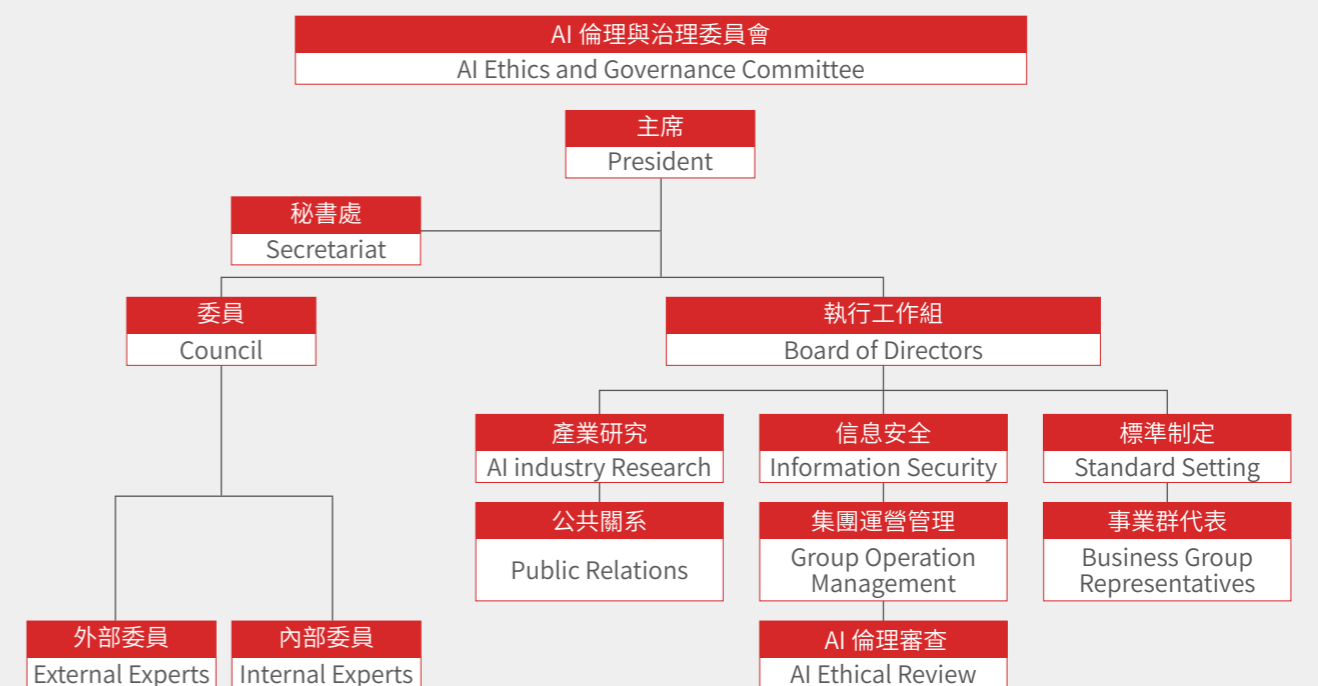 AI 倫理與治理委員會
AI Ethics and Governance Committee
主席
President
秘書處
Secretariat
委員
Council
執行工作組
Board of Directors
產業研究
AI industry Research
信息安全
Information Security
標準制定
Standard Setting
公共關系
Public Relations
集團運營管理
Group Operation
Management
事業群代表
Business Group
Representatives
外部委員
External Experts
內部委員
Internal Experts
AI 倫理審查
AI Ethical Review